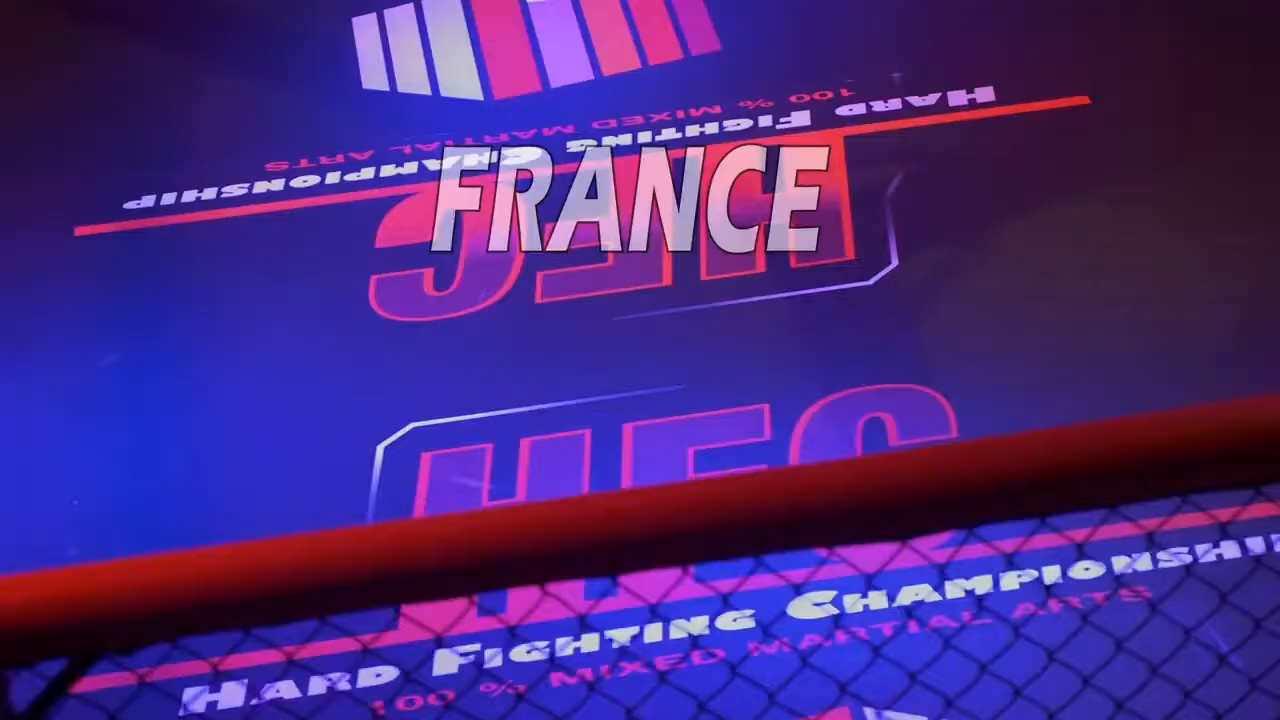 HARD FIGHTING CHAMPIONSHIP
100 % MIXED MARTIAL ARTS
HFC
FRANCE
HFC
HARD FIGHTING CHAMPIONSHIP
100 % MIXED MARTIAL ARTS